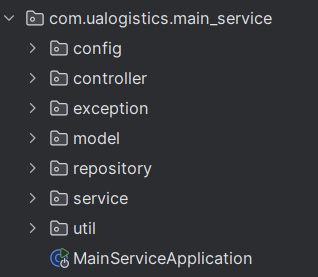 com.ualogistics.main_service
config
controller
exception
model
repository
service
util
MainServiceApplication